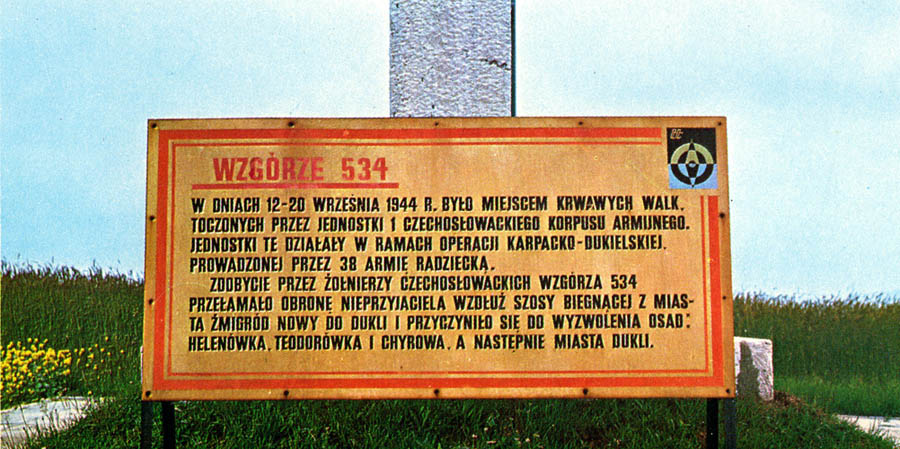 WZGÓRZE 534
W DNIACH 12-20 WRZEŚNIA 1944 R. BYŁO MIEJSCEM KRWAWYCH WALK,
TOCZONYCH PRZEZ JEDNOSTKI 1 CZECHOSŁOWACKIEGO KORPUSU ARMIJNEGO.
JEDNOSTKI TE DZIAŁAŁY W RAMACH OPERACJI KARPACKO-DUKIELSKIEJ,
PROWADZONEJ PRZEZ 38 ARMIĘ RADZIECKĄ.
ZDOBYCIE PRZEZ ŻOŁNIERZY CZECHOSŁOWACKICH WZGÓRZA 534
PRZEŁAMAŁO OBRONĘ NIEPRZYJACIELA WZDŁUŻ SZOSY BIEGNĄCEJ Z MIAS-
TA ŻMIGRÓD NOWY DO DUKLI I PRZYCZYNIŁO SIĘ DO WYZWOLENIA OSAD:
HELENÓWKA, TEODORÓWKA I CHYROWA, A NASTĘPNIE MIASTA DUKLI.